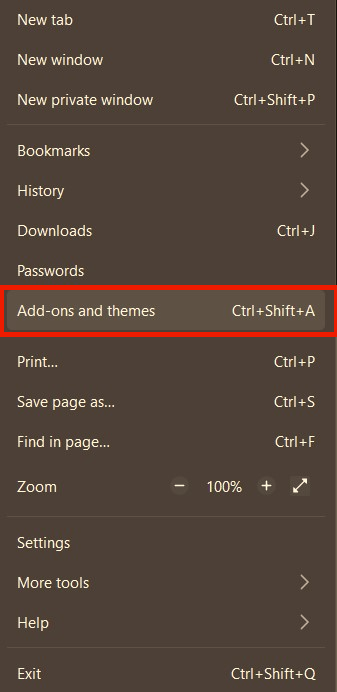 New tab Ctrl+T
New window Ctrl+N
New private window Ctrl+Shift+P
Bookmarks
History
Downloads Ctrl+J
Passwords
Add-ons and themes Ctrl+Shift+A
Print... Ctrl+P
Save page as... Ctrl+S
Find in page... Ctrl+F
Zoom − 100% +
Settings
More tools
Help
Exit Ctrl+Shift+Q